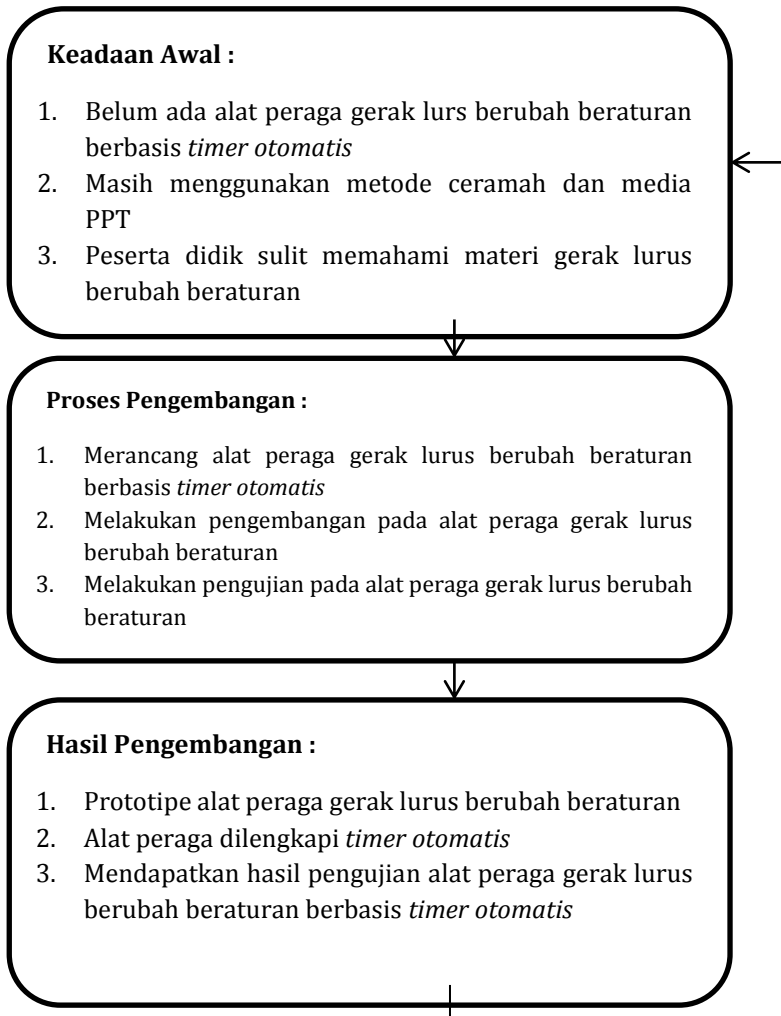 Keadaan Awal :
1. Belum ada alat peraga gerak lurs berubah beraturan
berbasis timer otomatis
2. Masih menggunakan metode ceramah dan media
PPT
3. Peserta didik sulit memahami materi gerak lurus
berubah beraturan
Proses Pengembangan :
1. Merancang alat peraga gerak lurus berubah beraturan
berbasis timer otomatis
2. Melakukan pengembangan pada alat peraga gerak lurus
berubah beraturan
3. Melakukan pengujian pada alat peraga gerak lurus berubah
beraturan
Hasil Pengembangan :
1. Prototipe alat peraga gerak lurus berubah beraturan
2. Alat peraga dilengkapi timer otomatis
3. Mendapatkan hasil pengujian alat peraga gerak lurus
berubah beraturan berbasis timer otomatis